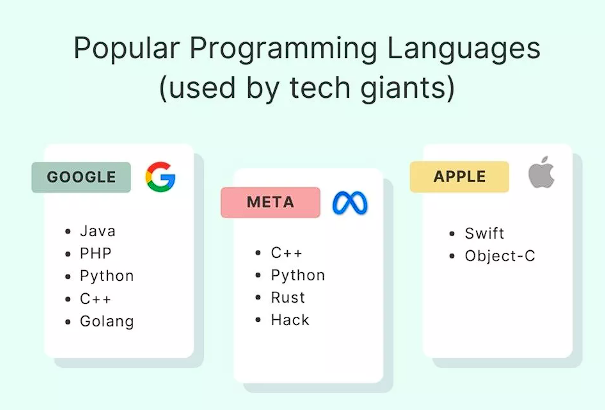 Popular Programming Languages
(used by tech giants)
GOOGLE
Java
PHP
Python
C++
Golang
META
C++
Python
Rust
Hack
APPLE
Swift
Object-C